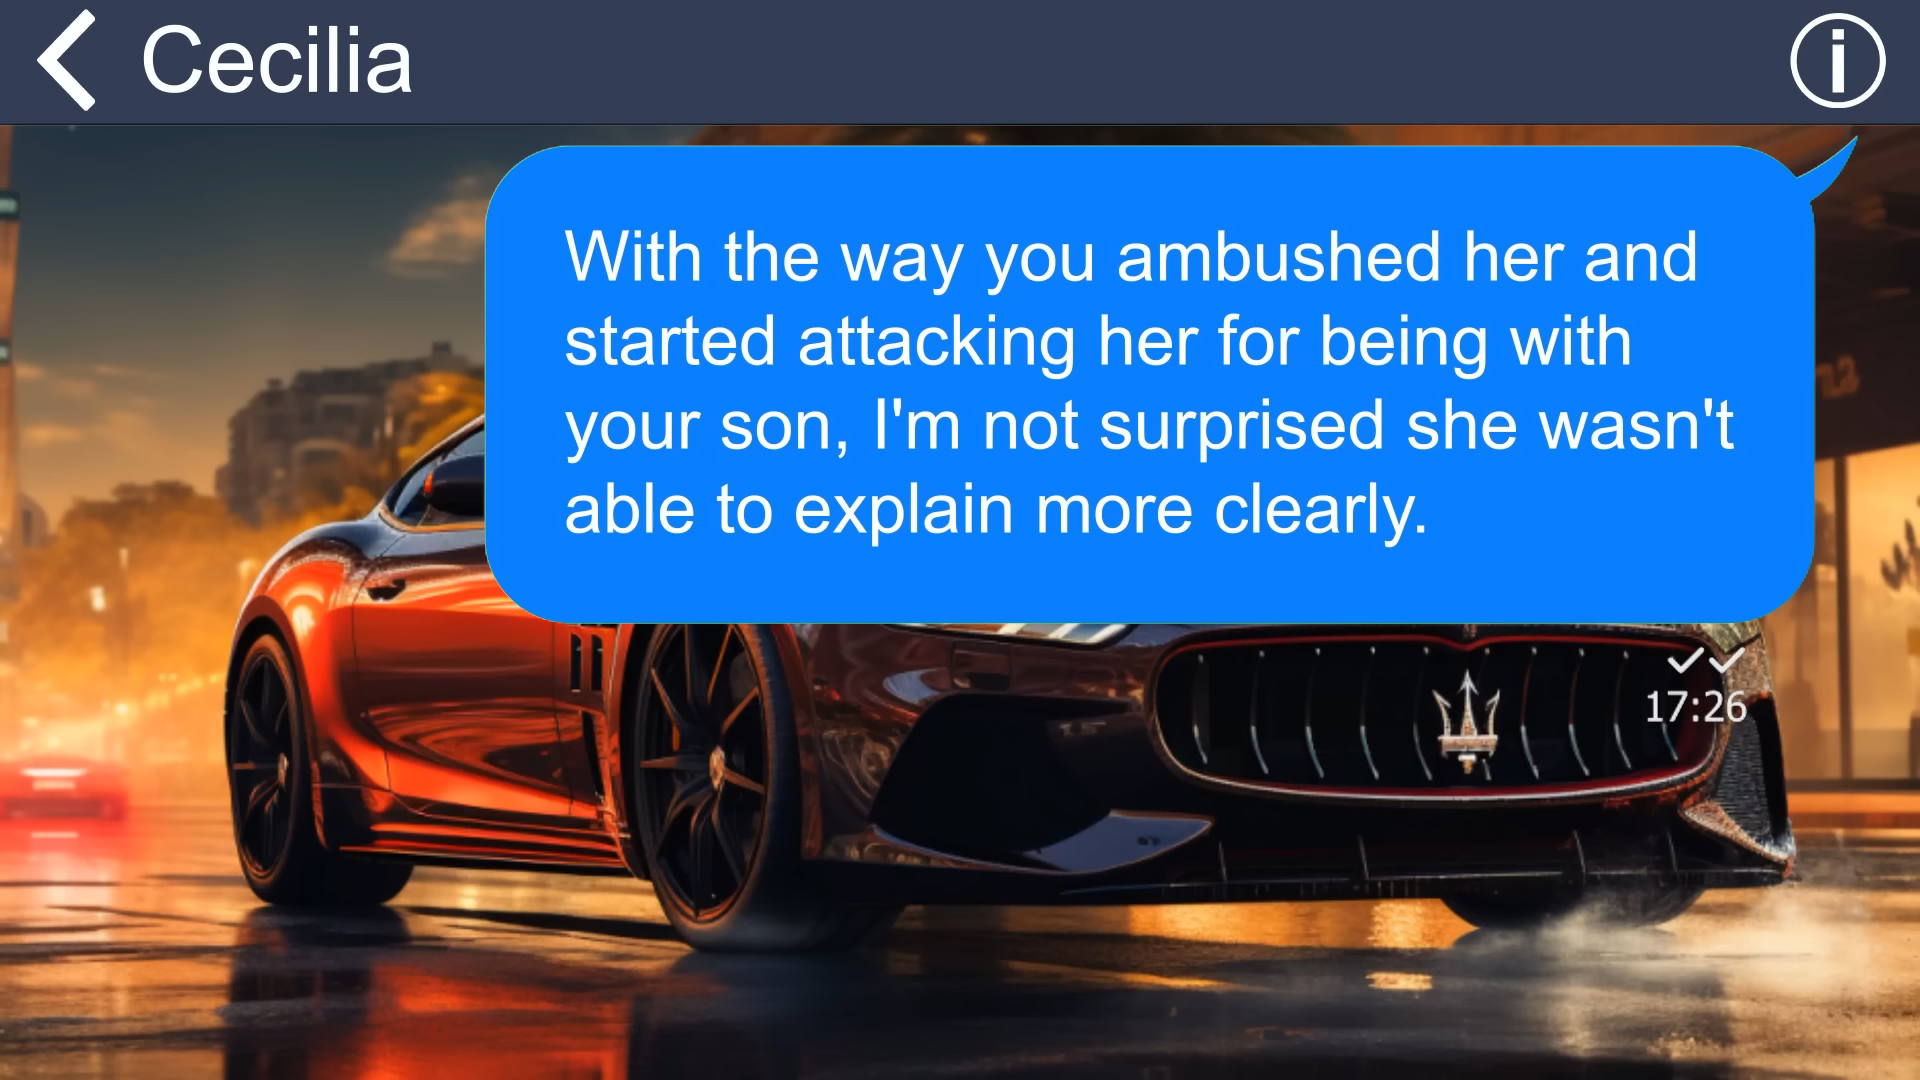 Cecilia
With the way you ambushed her and
started attacking her for being with
your son, I'm not surprised she wasn't
able to explain more clearly.
17:26